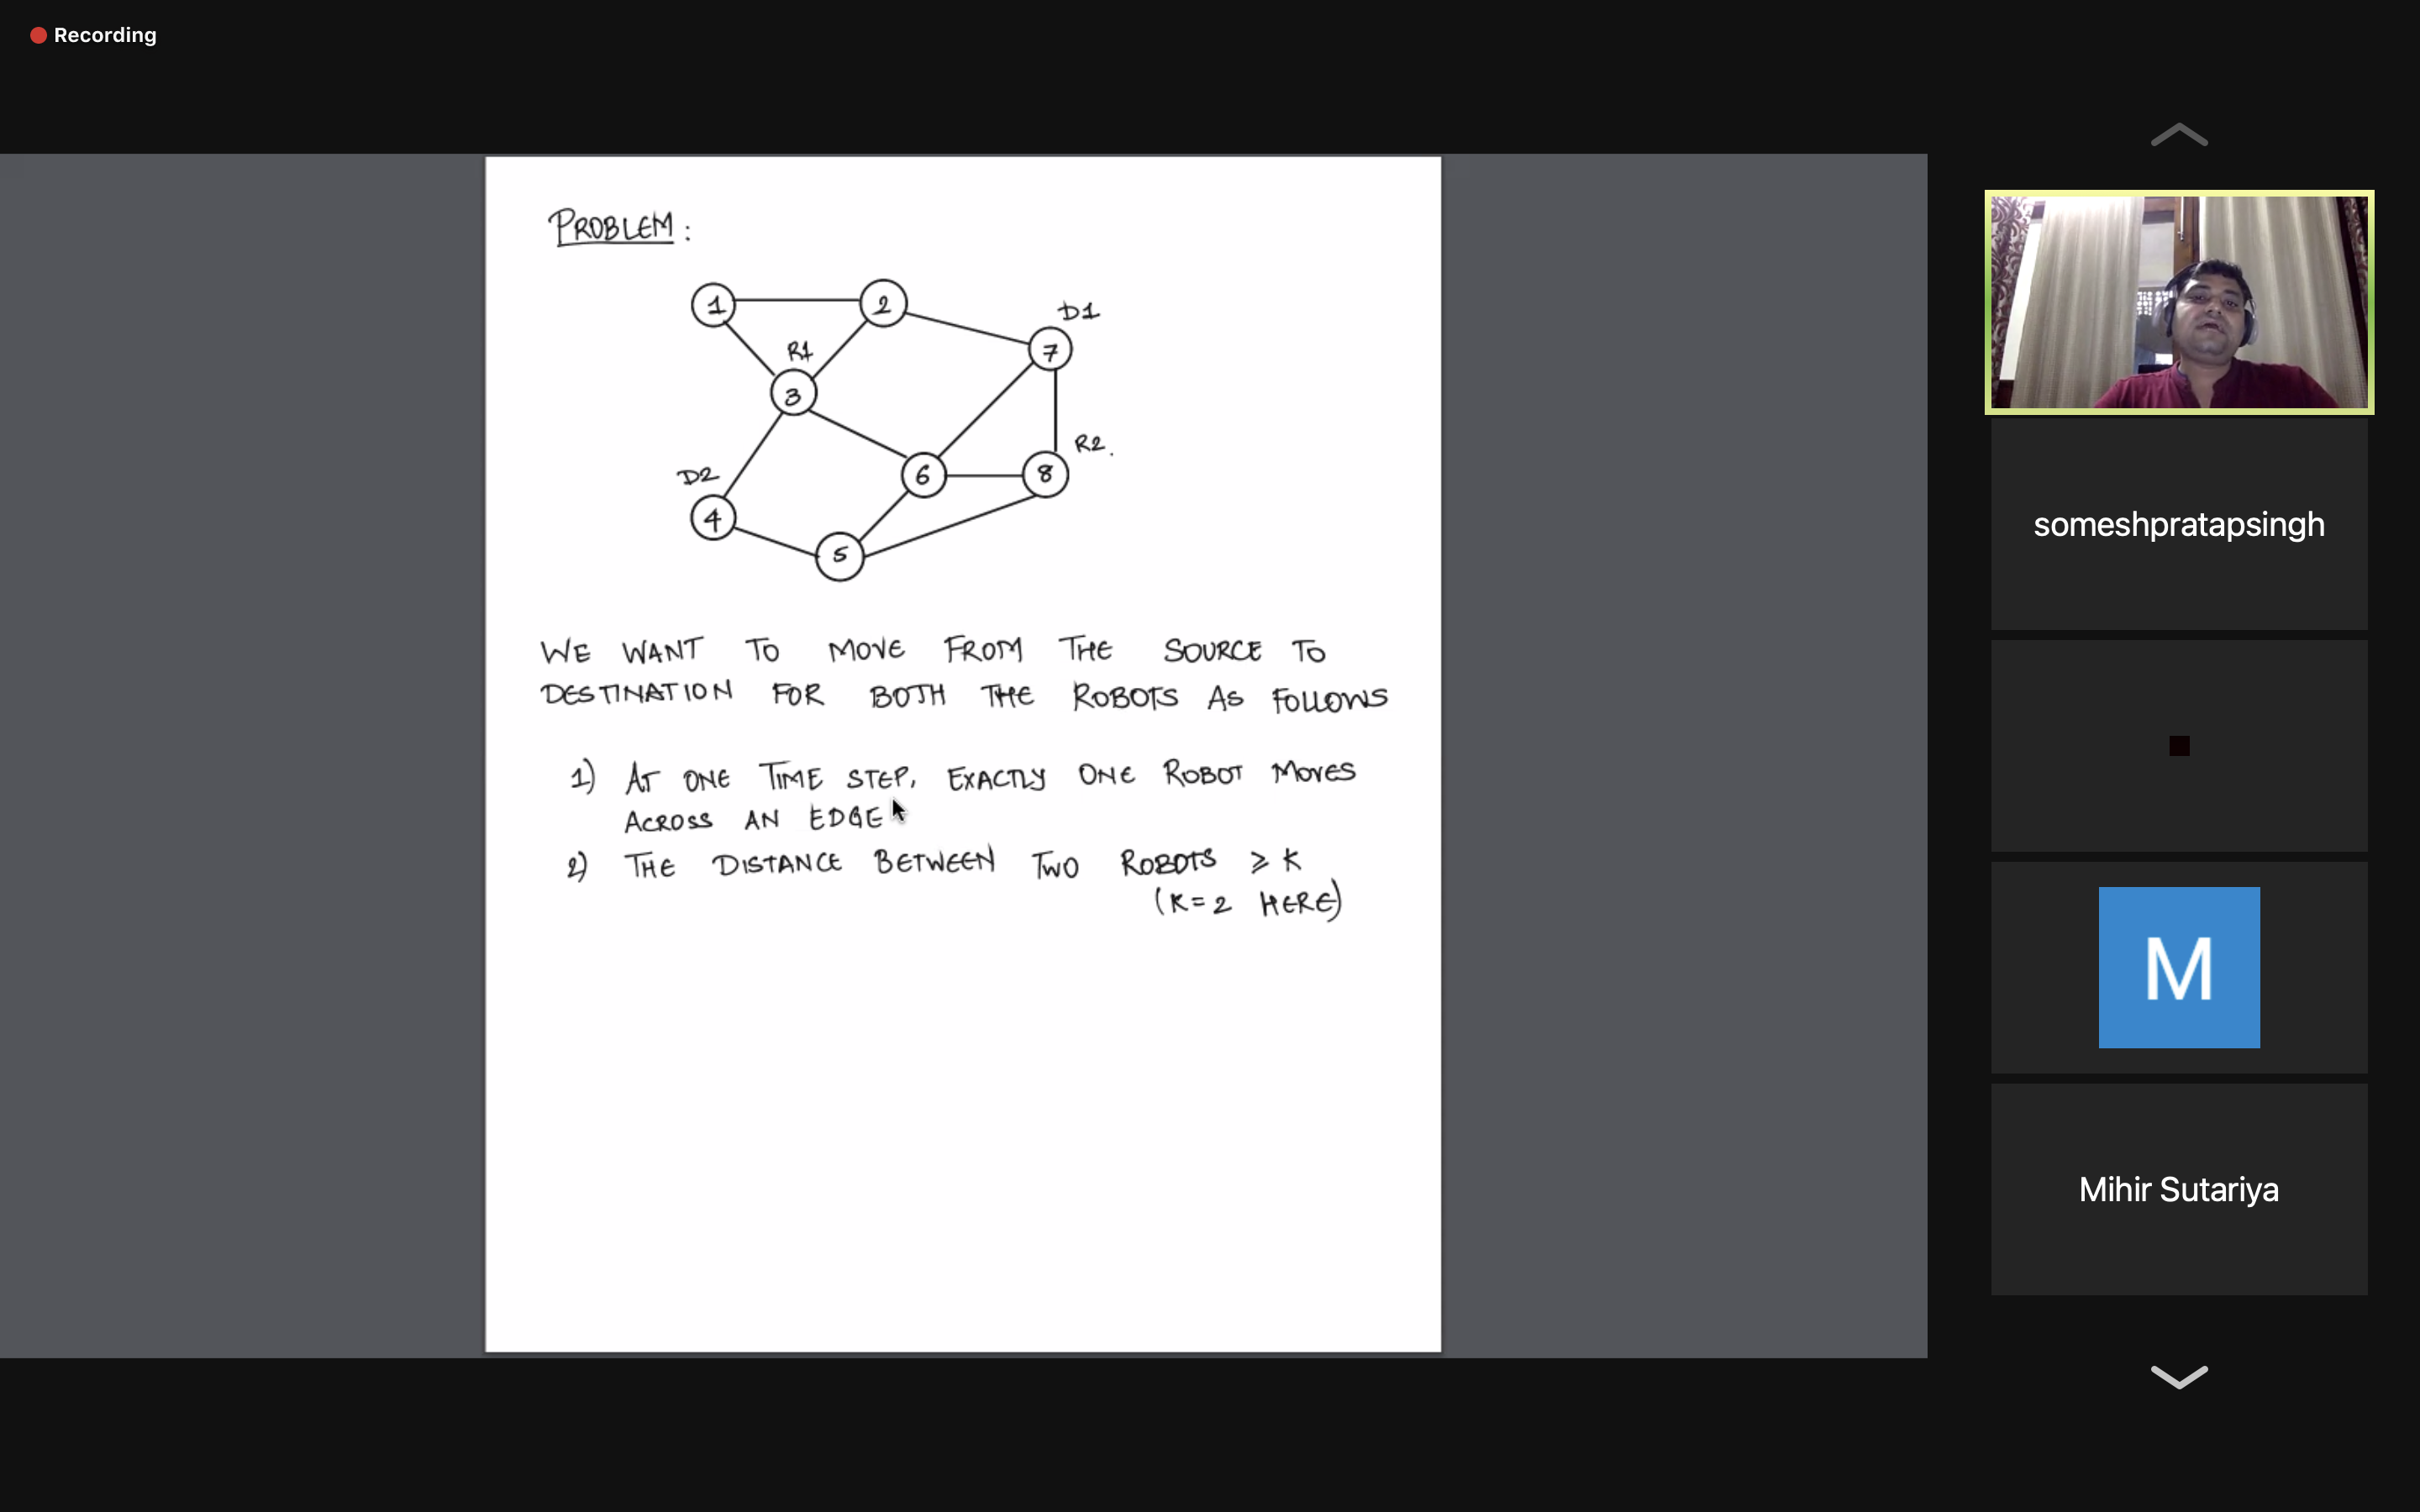 Recording
PROBLEM:
1
2
D1
7
R1
3
R2.
D2
6
8
4
5
WE WANT TO MOVE FROM THE SOURCE TO
DESTINATION FOR BOTH THE ROBOTS AS FOLLOWS
1) AT ONE TIME STEP, EXACTLY ONE ROBOT MOVES
ACROSS AN EDGE
2) THE DISTANCE BETWEEN TWO ROBOTS ⩾ K
(K=2 HERE)
someshpratapsingh
M
Mihir Sutariya